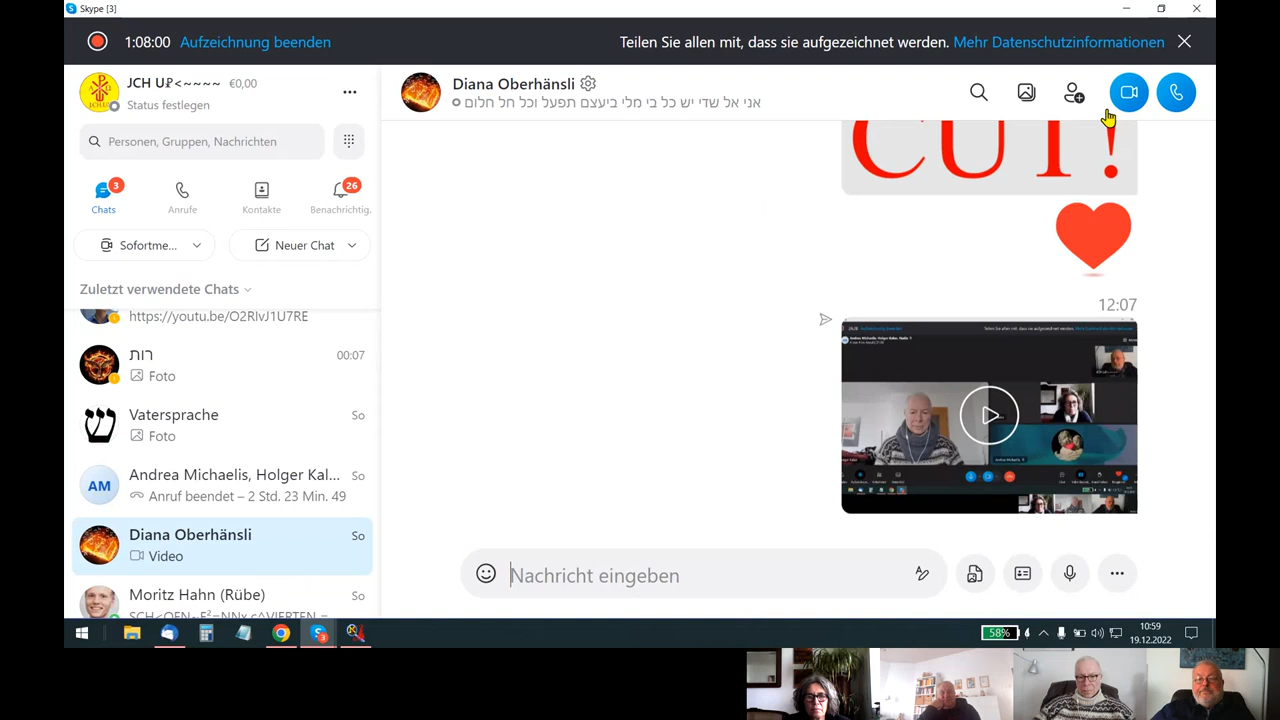 Skype [3]
1:08:00 Aufzeichnung beenden
Teilen Sie allen mit, dass sie aufgezeichnet werden. Mehr Datenschutzinformationen
€0,00
Status festlegen
Personen, Gruppen, Nachrichten
Chats
3
Anrufe
Kontakte
Benachrichtig.
26
Sofortme...
Neuer Chat
Zuletzt verwendete Chats
https://youtu.be/O2RIvJ1U7RE
רות
00:07
Foto
Vatersprache
So
Foto
AM
Andrea Michaelis, Holger Kal...
So
Anruf beendet – 2 Std. 23 Min. 49
Diana Oberhänsli
So
Video
Moritz Hahn (Rübe)
So
Diana Oberhänsli
אני אל שדי יש כל בי מלי ביעצם תפעל וכל חל חלום
CUT!
12:07
Nachricht eingeben
58%
10:59
19.12.2022